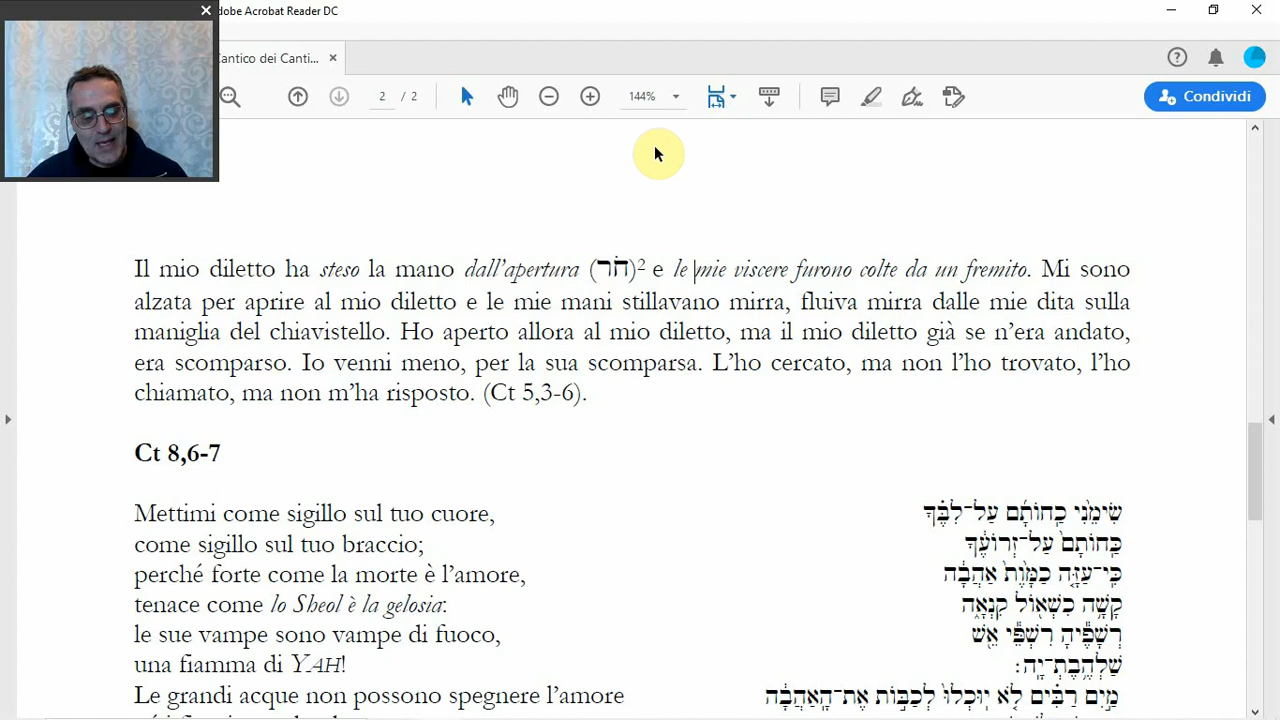 dobe Acrobat Reader DC
Cantico dei Canti...
2 / 2
144%
Condividi
Il mio diletto ha steso la mano dall’apertura (חֹר)² e le mie viscere furono colte da un fremito. Mi sono
alzata per aprire al mio diletto e le mie mani stillavano mirra, fluiva mirra dalle mie dita sulla
maniglia del chiavistello. Ho aperto allora al mio diletto, ma il mio diletto già se n’era andato,
era scomparso. Io venni meno, per la sua scomparsa. L’ho cercato, ma non l’ho trovato, l’ho
chiamato, ma non m’ha risposto. (Ct 5,3-6).
Ct 8,6-7
Mettimi come sigillo sul tuo cuore,
שִׂימֵ֨נִי כַֽחוֹתָ֜ם עַל־לִבֶּ֗ךָ
come sigillo sul tuo braccio;
כַּֽחוֹתָם֙ עַל־זְרוֹעֶ֔ךָ
perché forte come la morte è l’amore,
כִּֽי־עַזָּ֤ה כַמָּ֙וֶת֙ אַהֲבָ֔ה
tenace come lo Sheol è la gelosia:
קָשָׁ֥ה כִשְׁא֖וֹל קִנְאָ֑ה
le sue vampe sono vampe di fuoco,
רְשָׁפֶ֕יהָ רִשְׁפֵּ֕י אֵ֖שׁ
una fiamma di YAH!
שַׁלְהֶ֥בֶתְ־יָֽה׃
Le grandi acque non possono spegnere l’amore
מַ֣יִם רַבִּ֗ים לֹ֤א יֽוּכְלוּ֙ לְכַבּ֣וֹת אֶת־הָֽאַהֲבָ֔ה